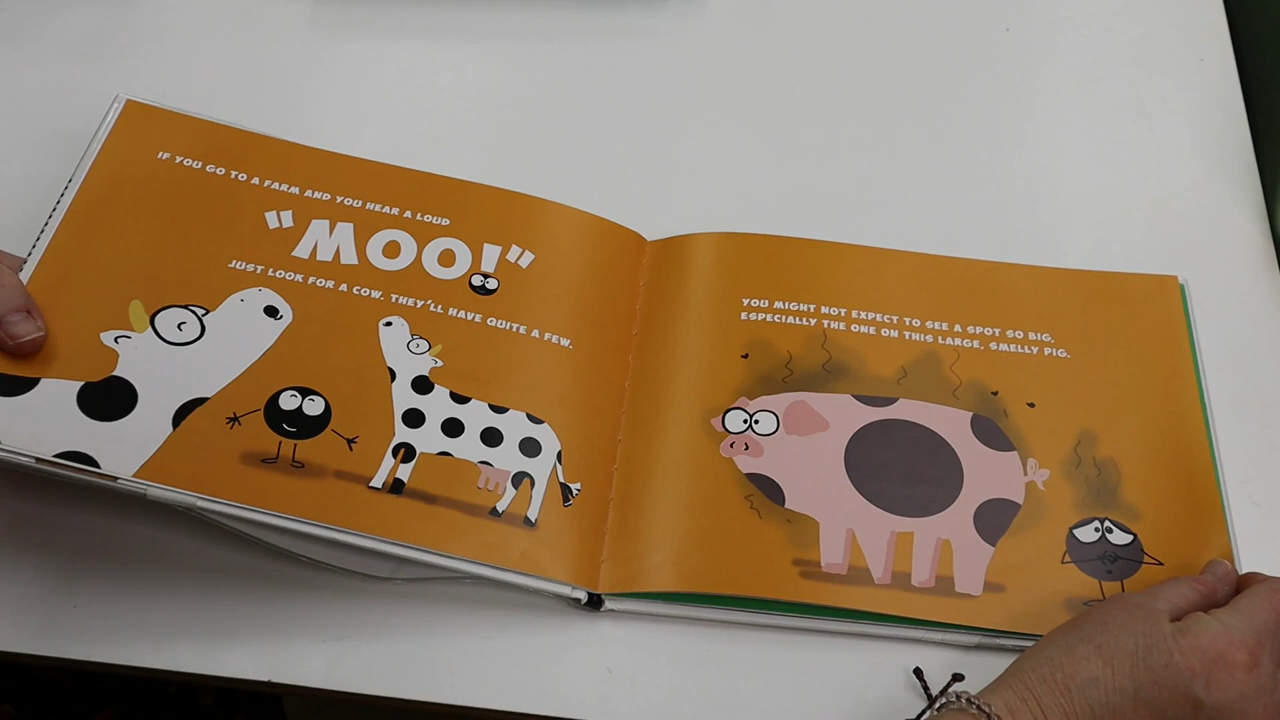 IF YOU GO TO A FARM AND YOU HEAR A LOUD
"MOO!"
JUST LOOK FOR A COW. THEY'LL HAVE QUITE A FEW.
YOU MIGHT NOT EXPECT TO SEE A SPOT SO BIG,
ESPECIALLY THE ONE ON THIS LARGE, SMELLY PIG.